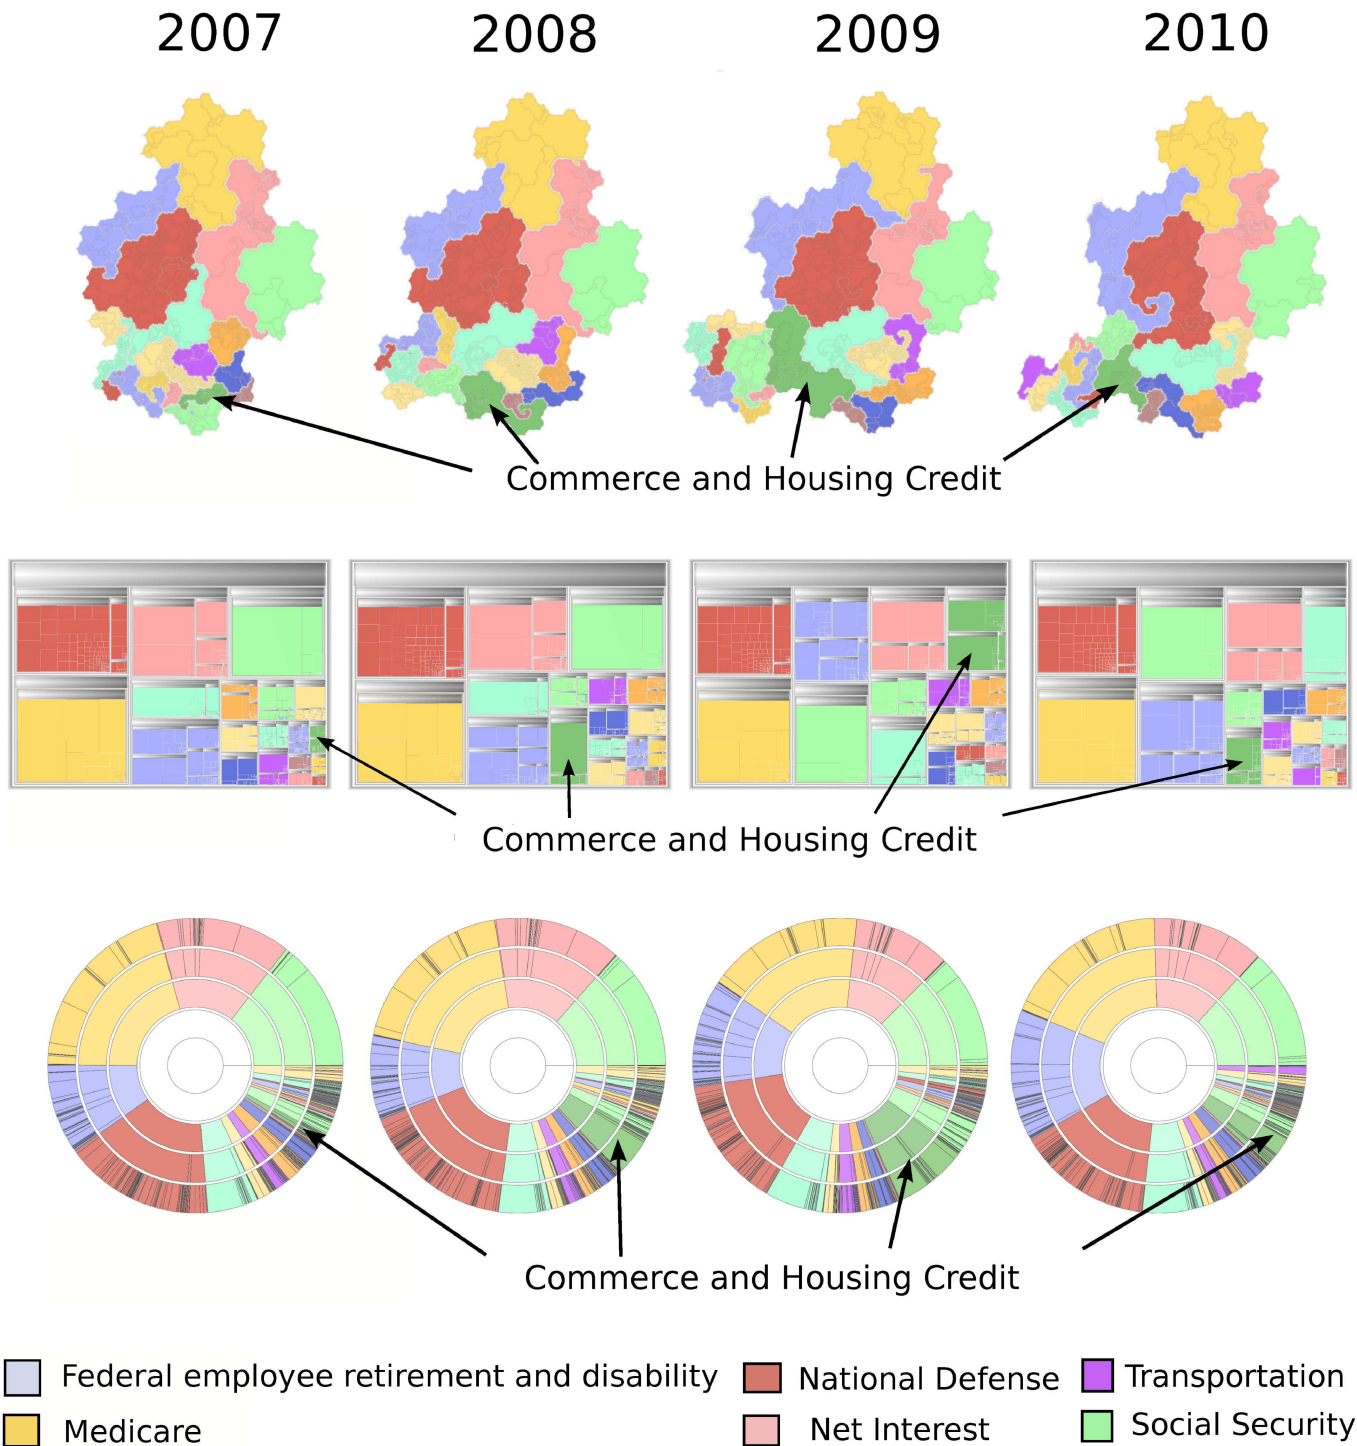 2007 2008 2009 2010
Commerce and Housing Credit
Commerce and Housing Credit
Commerce and Housing Credit
Federal employee retirement and disability National Defense Transportation
Medicare Net Interest Social Security